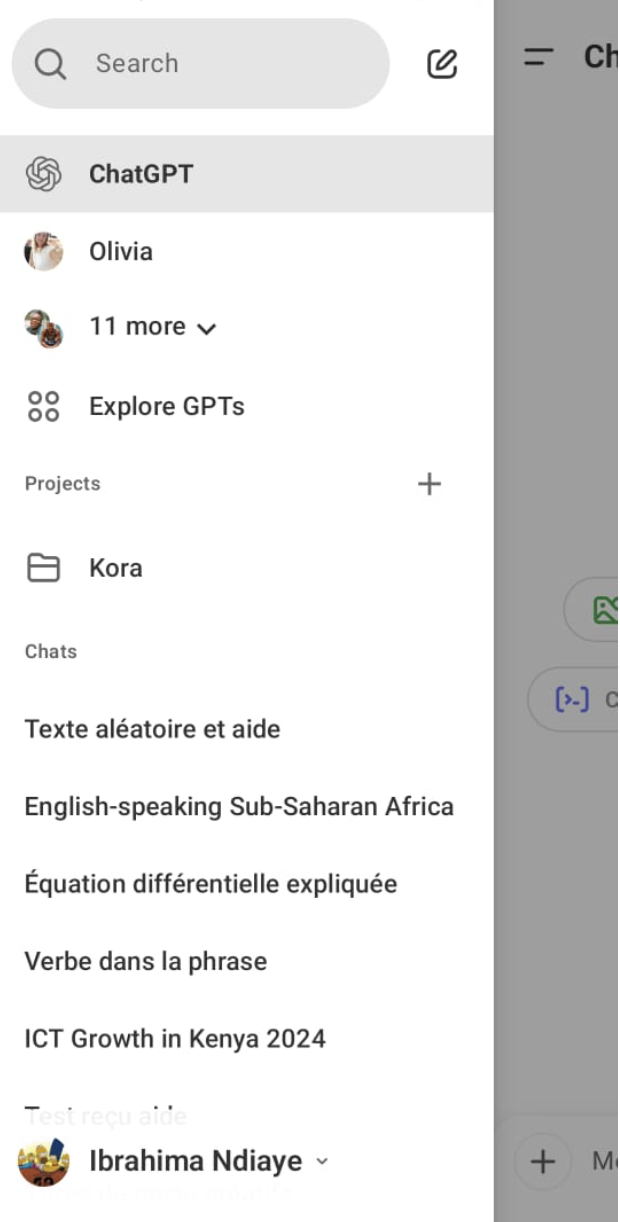 Search
Ch
ChatGPT
Olivia
11 more
Explore GPTs
Projects
Kora
Chats
Texte aléatoire et aide
English-speaking Sub-Saharan Africa
Équation différentielle expliquée
Verbe dans la phrase
ICT Growth in Kenya 2024
Test reçu aide
Ibrahima Ndiaye